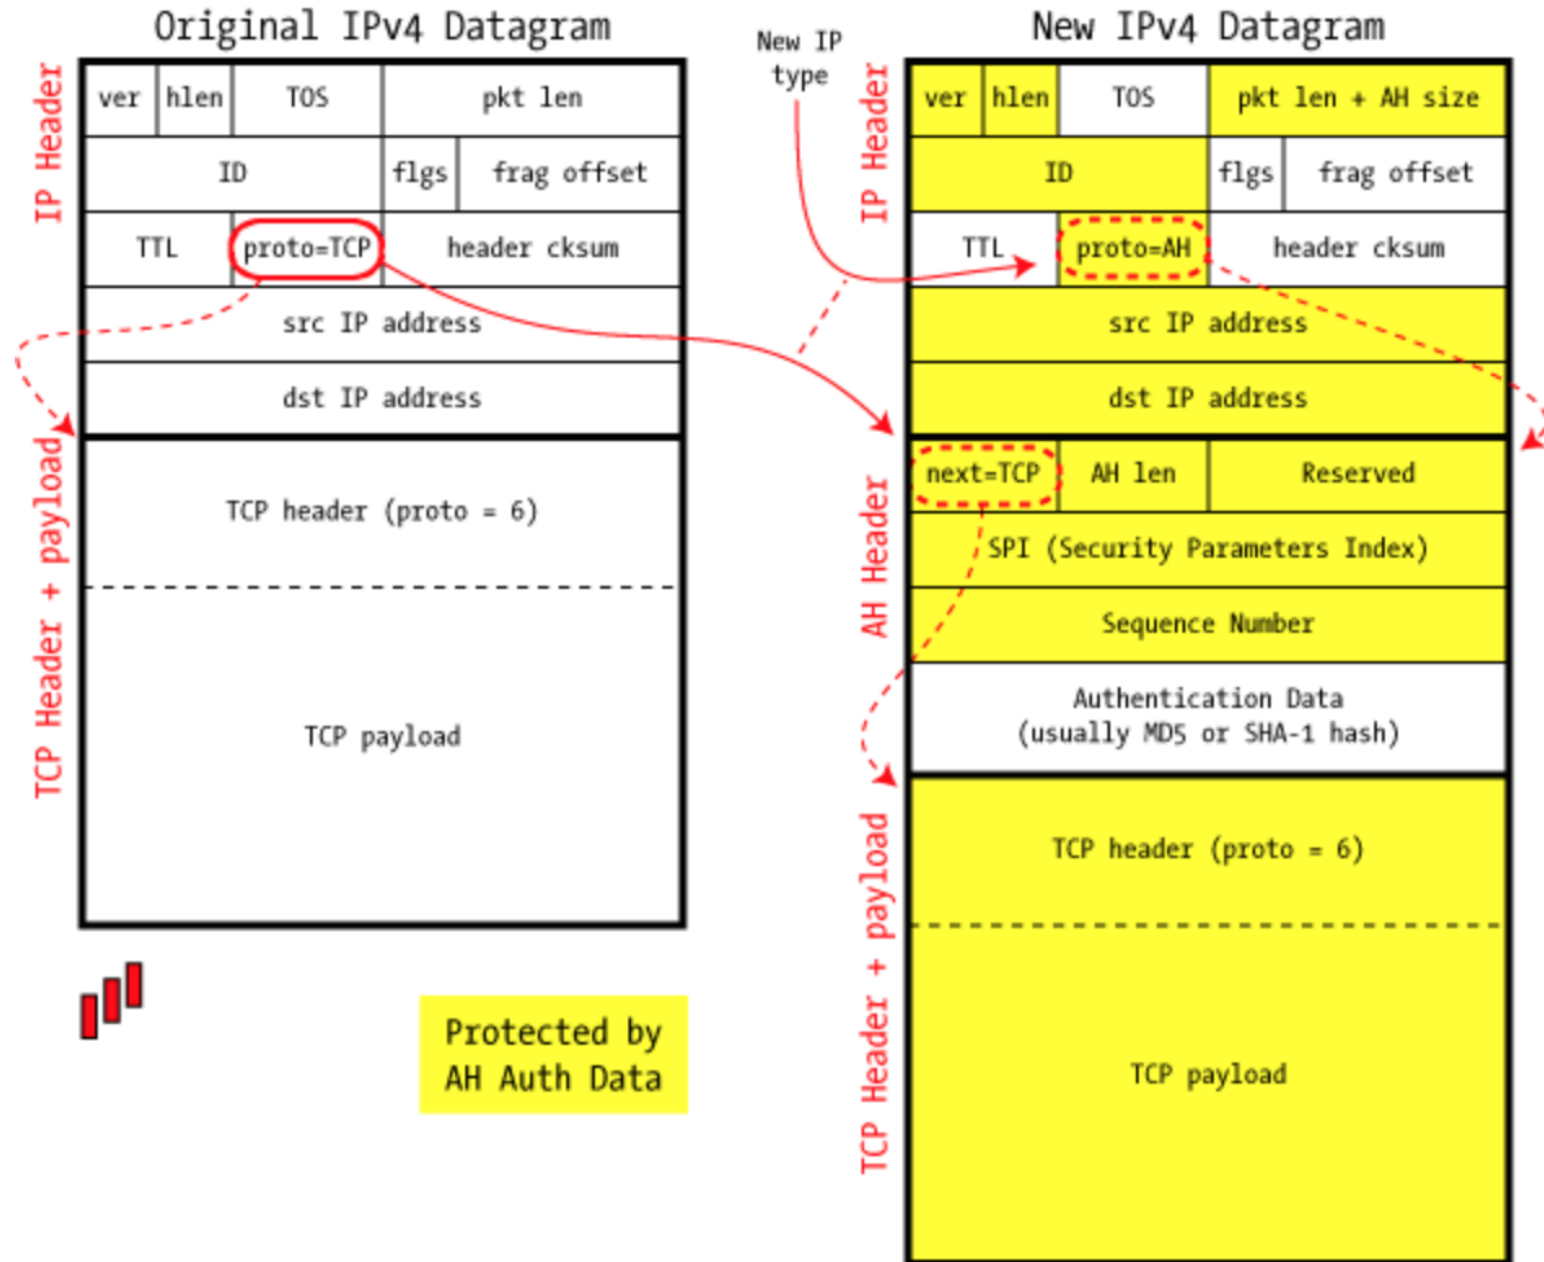 Original IPv4 Datagram
IP Header
ver hlen TOS pkt len
ID flgs frag offset
TTL proto=TCP header cksum
src IP address
dst IP address
TCP Header + payload
TCP header (proto = 6)
TCP payload
Protected by
AH Auth Data
New IP
type
New IPv4 Datagram
IP Header
ver hlen TOS pkt len + AH size
ID flgs frag offset
TTL proto=AH header cksum
src IP address
dst IP address
AH Header
next=TCP AH len Reserved
SPI (Security Parameters Index)
Sequence Number
Authentication Data
(usually MD5 or SHA-1 hash)
TCP Header + payload
TCP header (proto = 6)
TCP payload